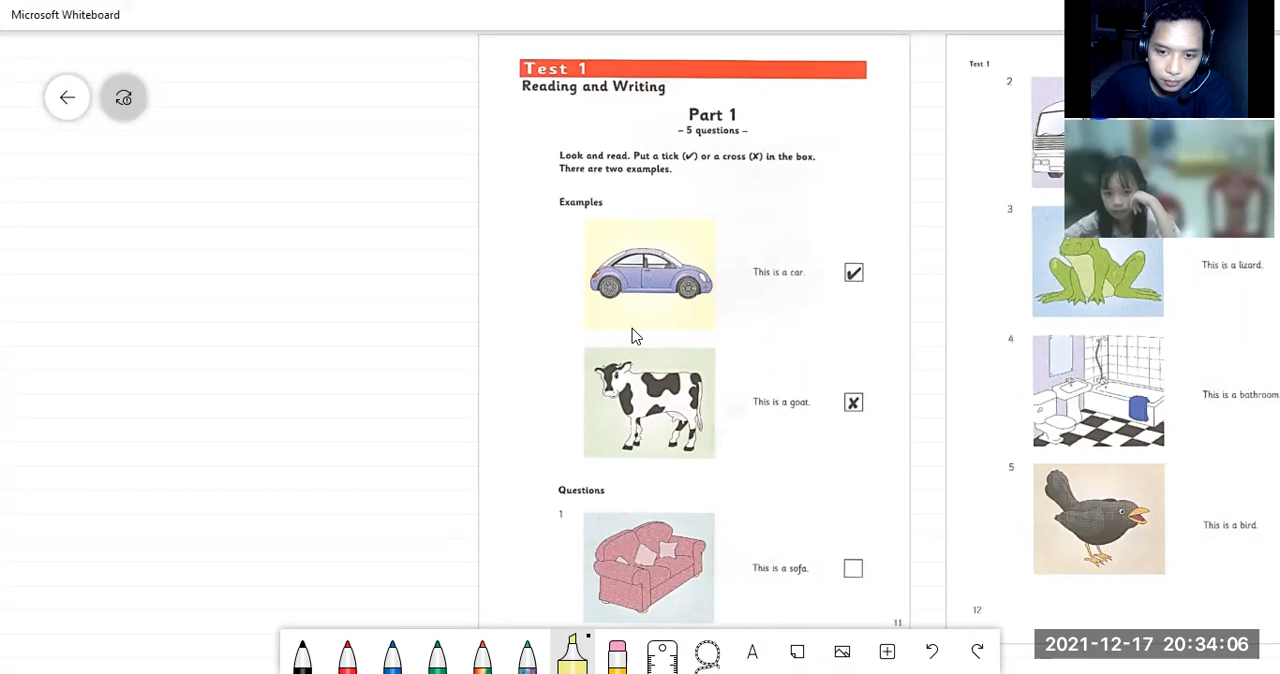 Microsoft Whiteboard
Test 1
Reading and Writing
Part 1
– 5 questions –
Look and read. Put a tick (✔) or a cross (✘) in the box.
There are two examples.
Examples
This is a car. ✔
This is a goat. ✘
Questions
1
This is a sofa.
11
Test 1
2
3
This is a lizard.
4
This is a bathroom
5
This is a bird.
12
2021-12-17 20:34:06